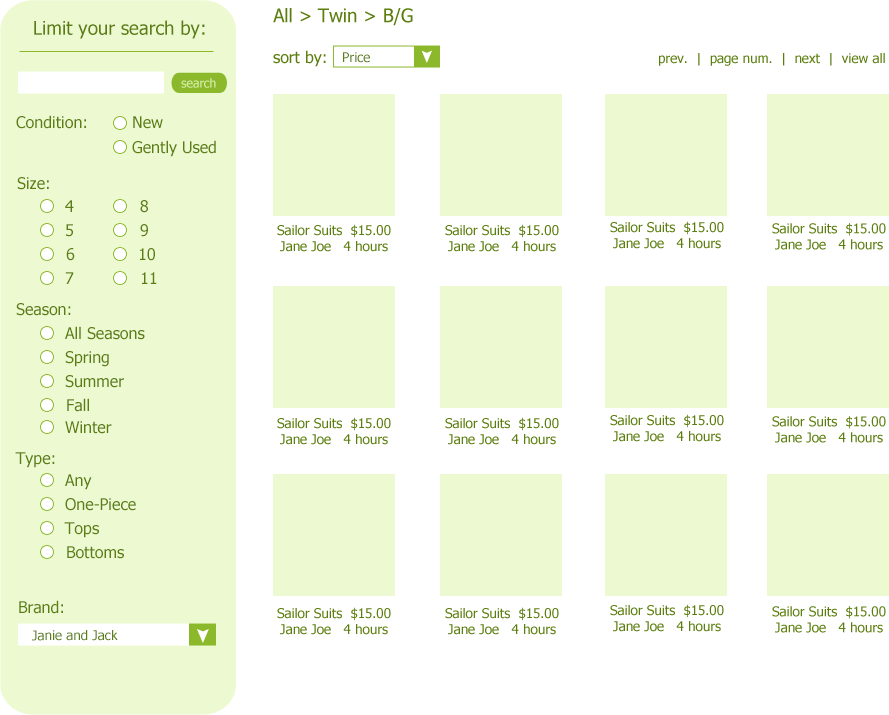 Limit your search by:
search
Condition:
New
Gently Used
Size:
4 8
5 9
6 10
7 11
Season:
All Seasons
Spring
Summer
Fall
Winter
Type:
Any
One-Piece
Tops
Bottoms
Brand:
Janie and Jack
All > Twin > B/G
sort by: Price
prev. | page num. | next | view all
Sailor Suits $15.00
Jane Joe 4 hours
Sailor Suits $15.00
Jane Joe 4 hours
Sailor Suits $15.00
Jane Joe 4 hours
Sailor Suits $15.00
Jane Joe 4 hours
Sailor Suits $15.00
Jane Joe 4 hours
Sailor Suits $15.00
Jane Joe 4 hours
Sailor Suits $15.00
Jane Joe 4 hours
Sailor Suits $15.00
Jane Joe 4 hours
Sailor Suits $15.00
Jane Joe 4 hours
Sailor Suits $15.00
Jane Joe 4 hours
Sailor Suits $15.00
Jane Joe 4 hours
Sailor Suits $15.00
Jane Joe 4 hours